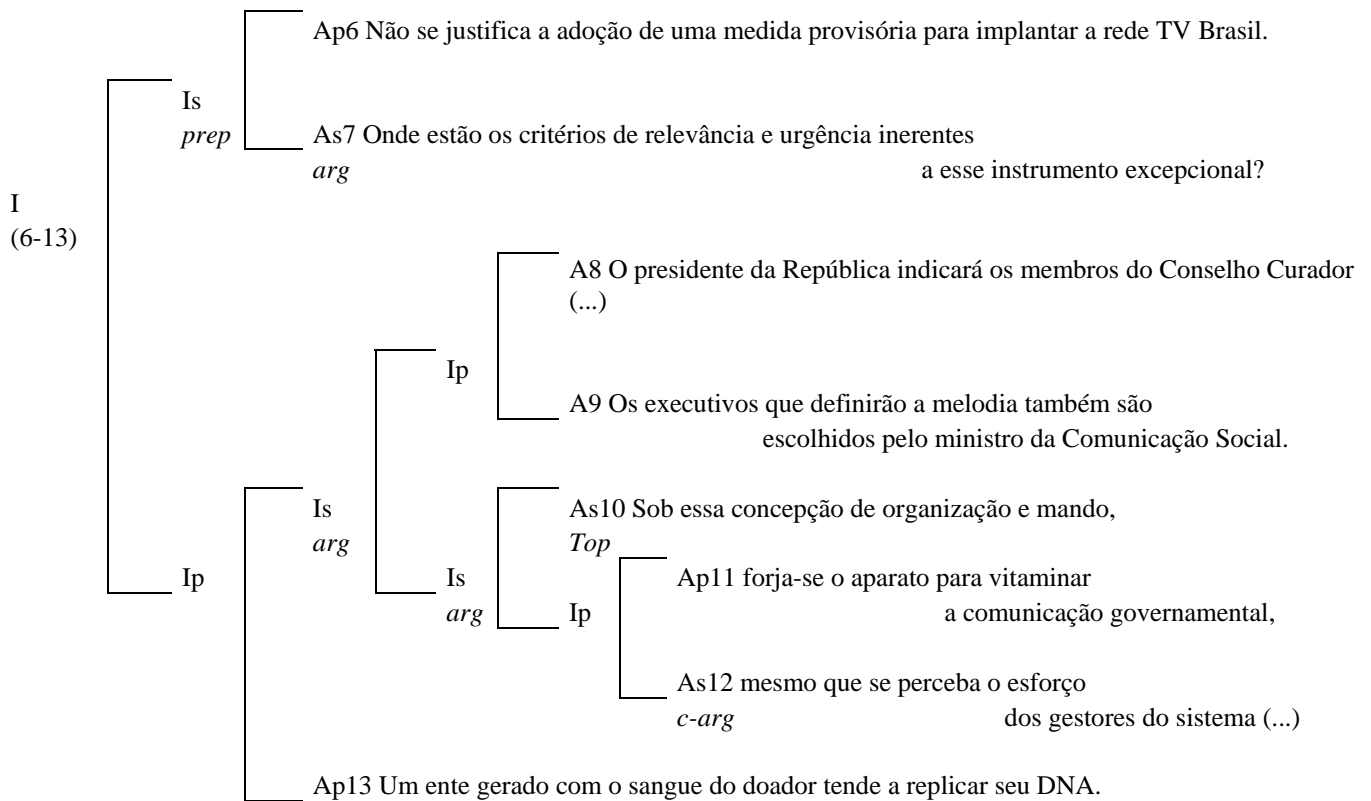 Ap6 Não se justifica a adoção de uma medida provisória para implantar a rede TV Brasil.
Is
prep
As7 Onde estão os critérios de relevância e urgência inerentes
arg
a esse instrumento excepcional?
I
(6-13)
A8 O presidente da República indicará os membros do Conselho Curador
(...)
Ip
A9 Os executivos que definirão a melodia também são
escolhidos pelo ministro da Comunicação Social.
Is
arg
As10 Sob essa concepção de organização e mando,
Top
Ip
Is
arg
Ip
Ap11 forja-se o aparato para vitaminar
a comunicação governamental,
As12 mesmo que se perceba o esforço
c-arg
dos gestores do sistema (...)
Ap13 Um ente gerado com o sangue do doador tende a replicar seu DNA.